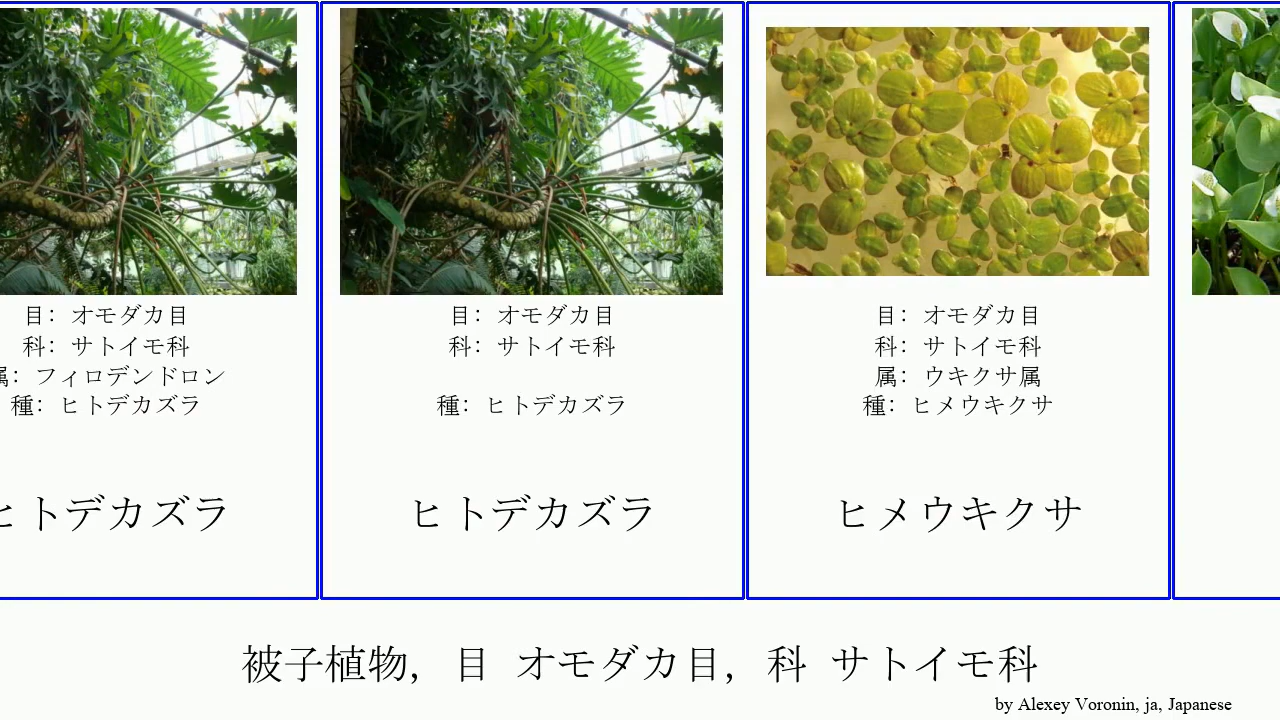 目: オモダカ目
科: サトイモ科
属: フィロデンドロン
種: ヒトデカズラ
ヒトデカズラ
目: オモダカ目
科: サトイモ科
種: ヒトデカズラ
ヒトデカズラ
目: オモダカ目
科: サトイモ科
属: ウキクサ属
種: ヒメウキクサ
ヒメウキクサ
被子植物, 目 オモダカ目, 科 サトイモ科
by Alexey Voronin, ja, Japanese